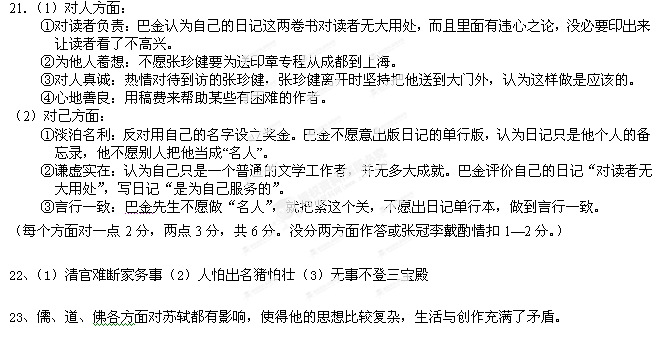 21.（1）对人方面：
①对读者负责：巴金认为自己的日记这两卷书对读者无大用处，而且里面有违心之论，没必要印出来
让读者看了不高兴。
②为他人着想：不愿张珍健要为送印章专程从成都到上海。
③对人真诚：热情对待到访的张珍健，张珍健离开时坚持把他送到大门外，认为这样做是应该的。
④心地善良：用稿费来帮助某些有困难的作者。
（2）对己方面：
①淡泊名利：反对用自己的名字设立奖金。巴金不愿意出版日记的单行版，认为日记只是他个人的备
忘录，他不愿别人把他当成“名人”。
②谦虚实在：认为自己只是一个普通的文学工作者，并无多大成就。巴金评价自己的日记“对读者无
大用处”，写日记“是为自己服务的”。
③言行一致：巴金先生不愿做“名人”，就把紧这个关，不愿出日记单行本，做到言行一致。
（每个方面对一点 2 分，两点 3 分，共 6 分。没分两方面作答或张冠李戴酌情扣 1—2 分。）
22、（1）清官难断家务事（2）人怕出名猪怕壮（3）无事不登三宝殿
23、儒、道、佛各方面对苏轼都有影响，使得他的思想比较复杂，生活与创作充满了矛盾。